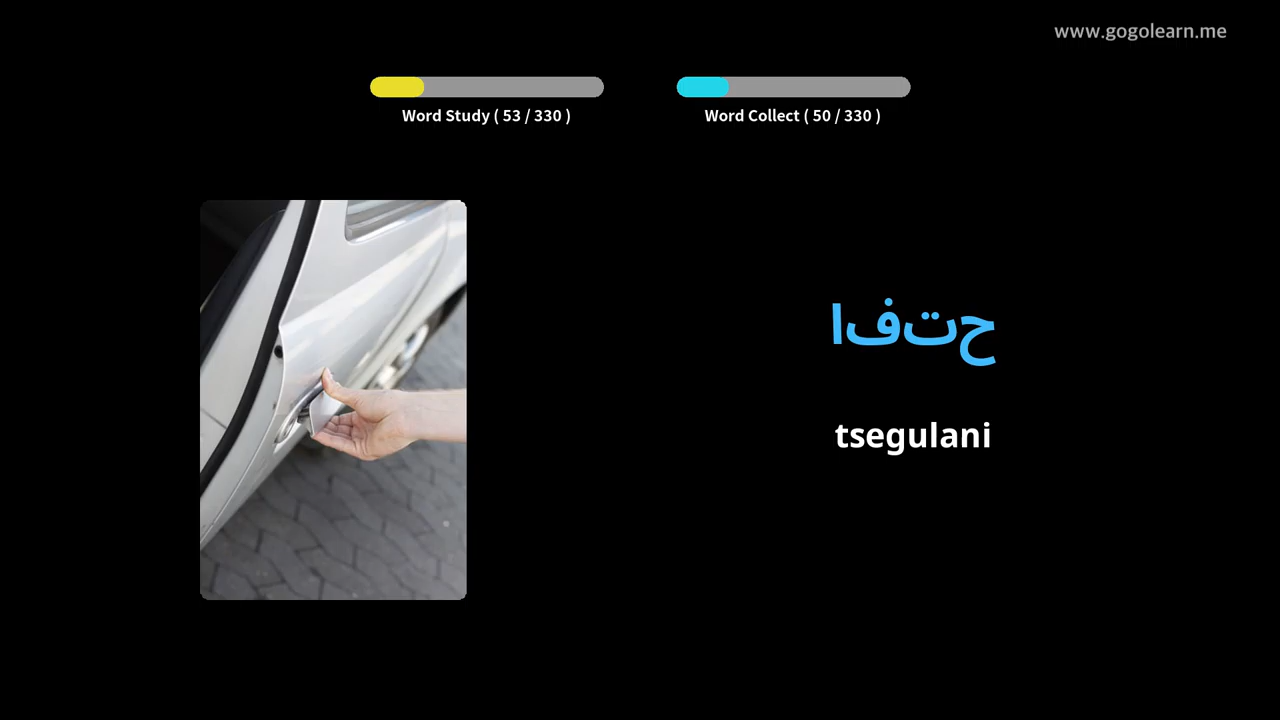 www.gogolearn.me
Word Study ( 53 / 330 )
Word Collect ( 50 / 330 )
افتح
tsegulani